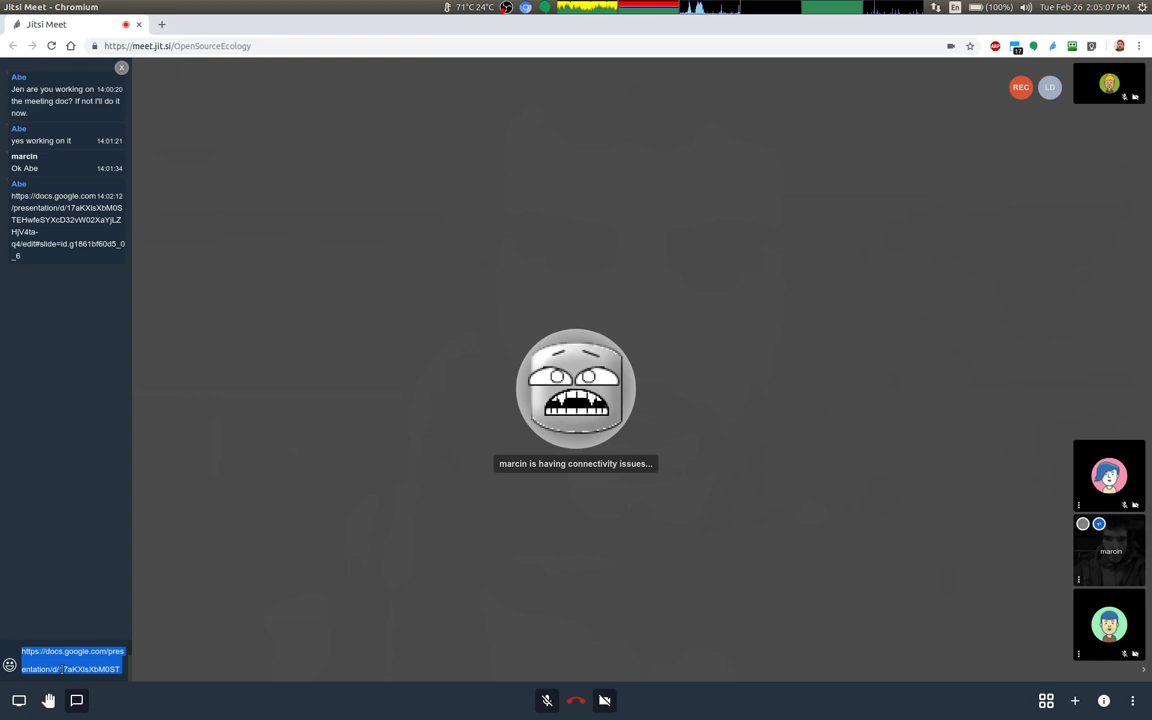 Jitsi Meet - Chromium
71°C 24°C
En
(100%)
Tue Feb 26 2:05:07 PM
Jitsi Meet
https://meet.jit.si/OpenSourceEcology
ABP
17
Abe
Jen are you working on 14:00:20
the meeting doc? If not I'll do it
now.
Abe
yes working on it 14:01:21
marcin
Ok Abe 14:01:34
Abe
https://docs.google.com 14:02:12
/presentation/d/17aKXlsXbM0S
TEHwfeSYXcD32vW02XaYjLZ
HjV4ta-
q4/edit#slide=id.g1861bf60d5_0
_6
REC
LD
marcin is having connectivity issues...
marcin
https://docs.google.com/pres
entation/d/17aKXlsXbM0ST